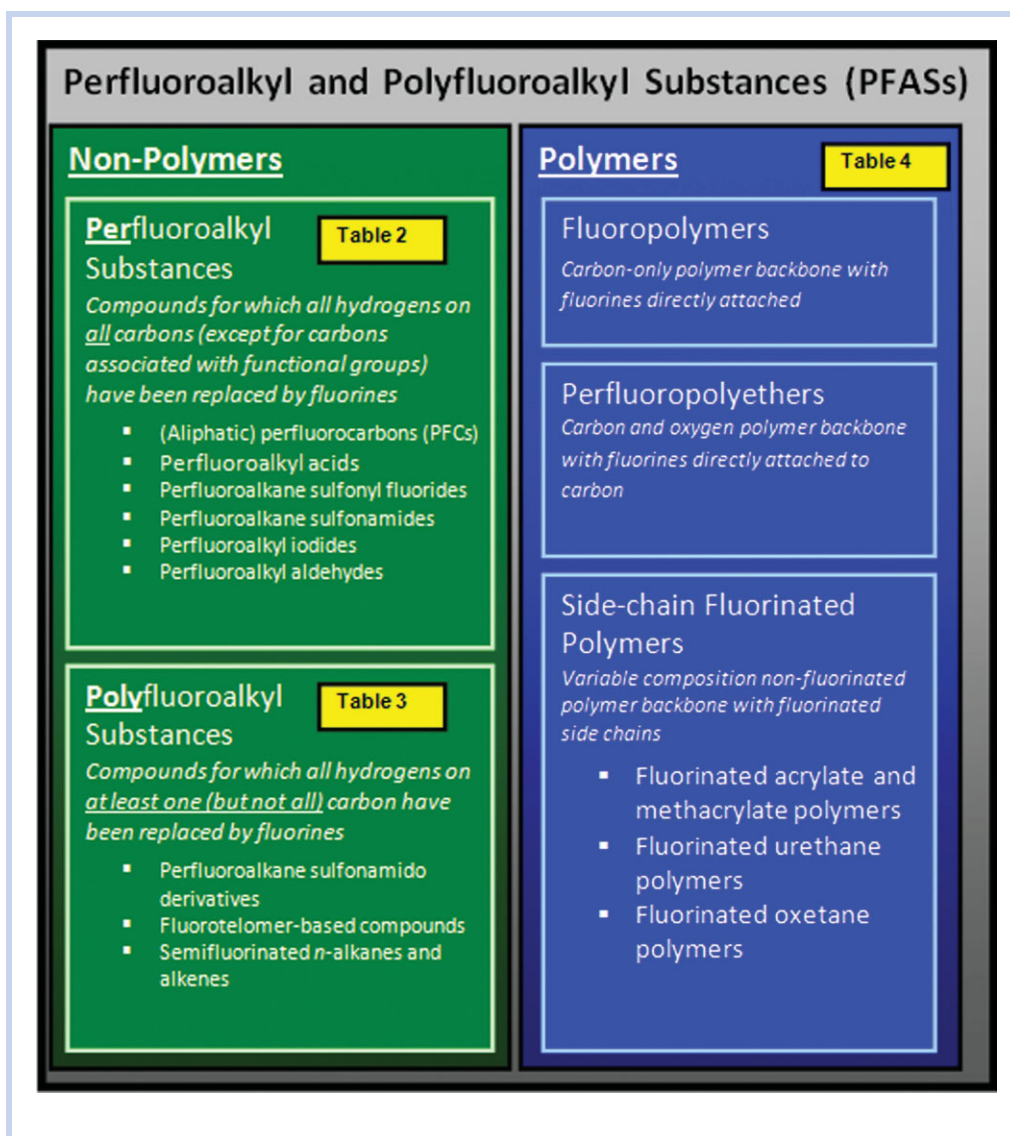 Perfluoroalkyl and Polyfluoroalkyl Substances (PFASs)
Non-Polymers
Perfluoroalkyl
Substances
Table 2
Compounds for which all hydrogens on
all carbons (except for carbons
associated with functional groups)
have been replaced by fluorines
▪ (Aliphatic) perfluorocarbons (PFCs)
▪ Perfluoroalkyl acids
▪ Perfluoroalkane sulfonyl fluorides
▪ Perfluoroalkane sulfonamides
▪ Perfluoroalkyl iodides
▪ Perfluoroalkyl aldehydes
Polyfluoroalkyl
Substances
Table 3
Compounds for which all hydrogens on
at least one (but not all) carbon have
been replaced by fluorines
▪ Perfluoroalkane sulfonamido
derivatives
▪ Fluorotelomer-based compounds
▪ Semifluorinated n-alkanes and
alkenes
Polymers
Table 4
Fluoropolymers
Carbon-only polymer backbone with
fluorines directly attached
Perfluoropolyethers
Carbon and oxygen polymer backbone
with fluorines directly attached to
carbon
Side-chain Fluorinated
Polymers
Variable composition non-fluorinated
polymer backbone with fluorinated
side chains
▪ Fluorinated acrylate and
methacrylate polymers
▪ Fluorinated urethane
polymers
▪ Fluorinated oxetane
polymers